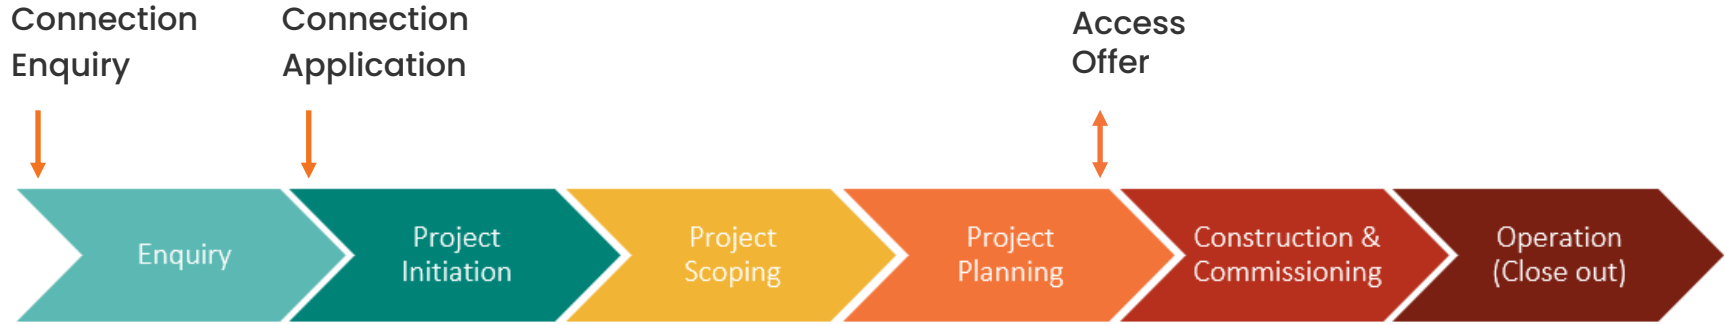 Connection
Enquiry
Connection
Application
Access
Offer
Enquiry
Project
Initiation
Project
Scoping
Project
Planning
Construction &
Commissioning
Operation
(Close out)